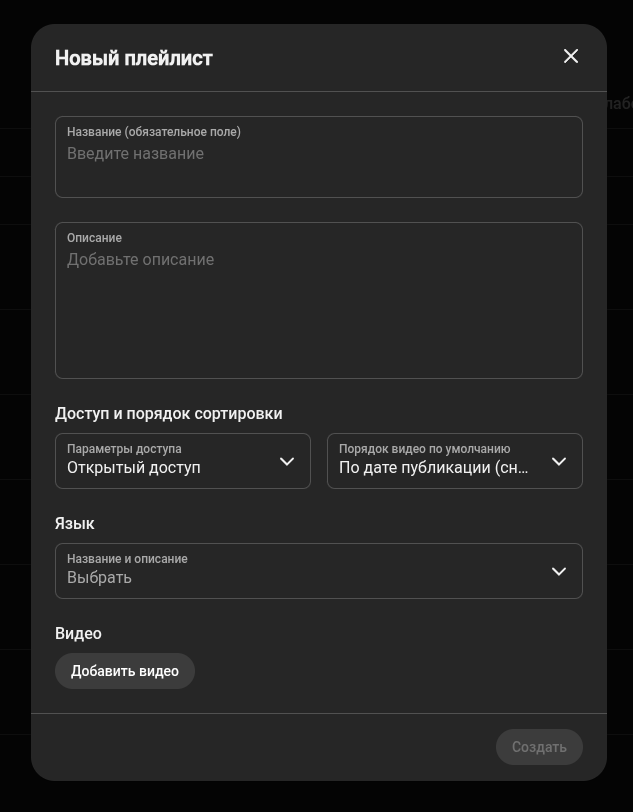 Новый плейлист
Название (обязательное поле)
Введите название
Описание
Добавьте описание
Доступ и порядок сортировки
Параметры доступа
Открытый доступ
Порядок видео по умолчанию
По дате публикации (сн...
Язык
Название и описание
Выбрать
Видео
Добавить видео
Создать